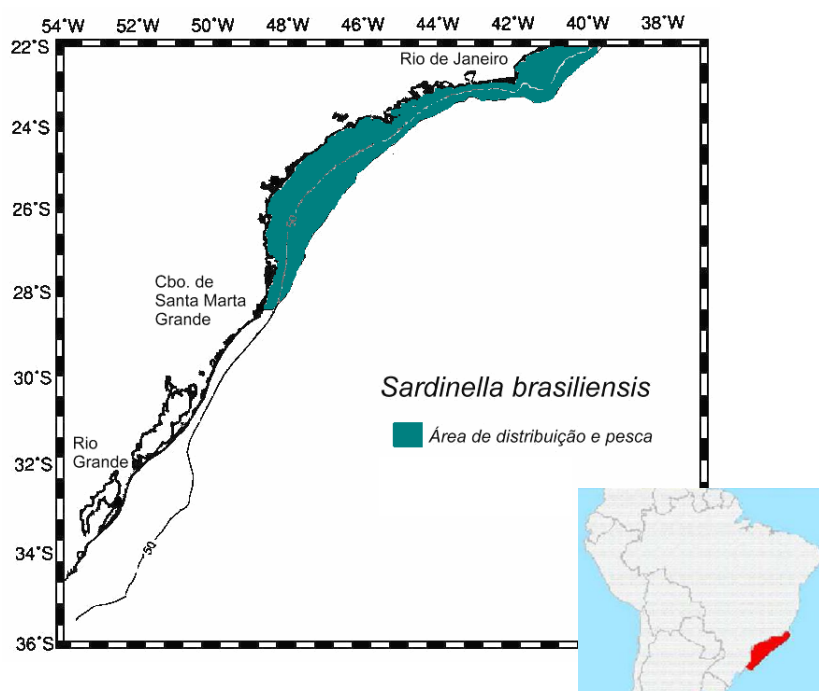 54˚W 52˚W 50˚W 48˚W 46˚W 44˚W 42˚W 40˚W 38˚W
22˚S
Rio de Janeiro
24˚S
26˚S
50
Cbo. de
28˚S
Santa Marta
Grande
30˚S
Sardinella brasiliensis
Área de distribuição e pesca
Rio
Grande
32˚S
34˚S
50
36˚S